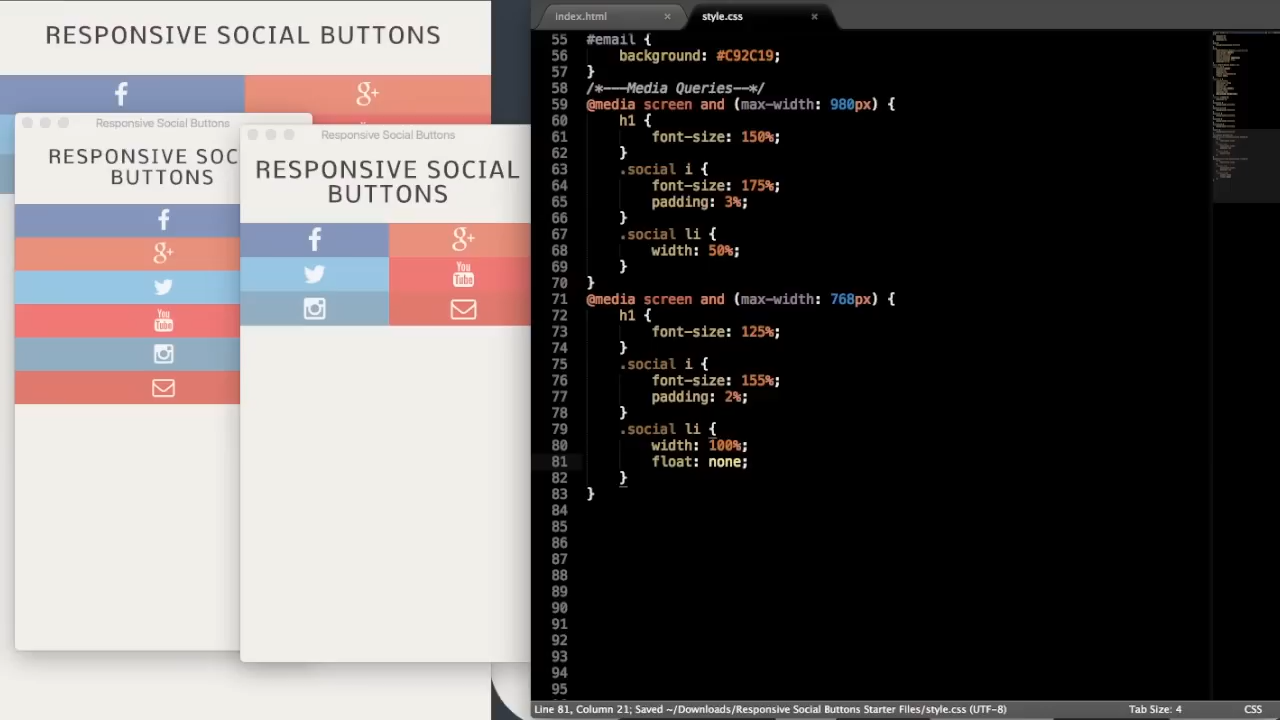 RESPONSIVE SOCIAL BUTTONS
f
g+
Responsive Social Buttons
RESPONSIVE SOC
BUTTONS
f
g+
You
Tube
Responsive Social Buttons
RESPONSIVE SOCIAL
BUTTONS
f
g+
You
Tube
index.html × style.css ×
55 #email {
56 background: #C92C19;
57 }
58 /*---Media Queries--*/
59 @media screen and (max-width: 980px) {
60 h1 {
61 font-size: 150%;
62 }
63 .social i {
64 font-size: 175%;
65 padding: 3%;
66 }
67 .social li {
68 width: 50%;
69 }
70 }
71 @media screen and (max-width: 768px) {
72 h1 {
73 font-size: 125%;
74 }
75 .social i {
76 font-size: 155%;
77 padding: 2%;
78 }
79 .social li {
80 width: 100%;
81 float: none;
82 }
83 }
84
85
86
87
88
89
90
91
92
93
94
95
Line 81, Column 21; Saved ~/Downloads/Responsive Social Buttons Starter Files/style.css (UTF-8) Tab Size: 4 CSS